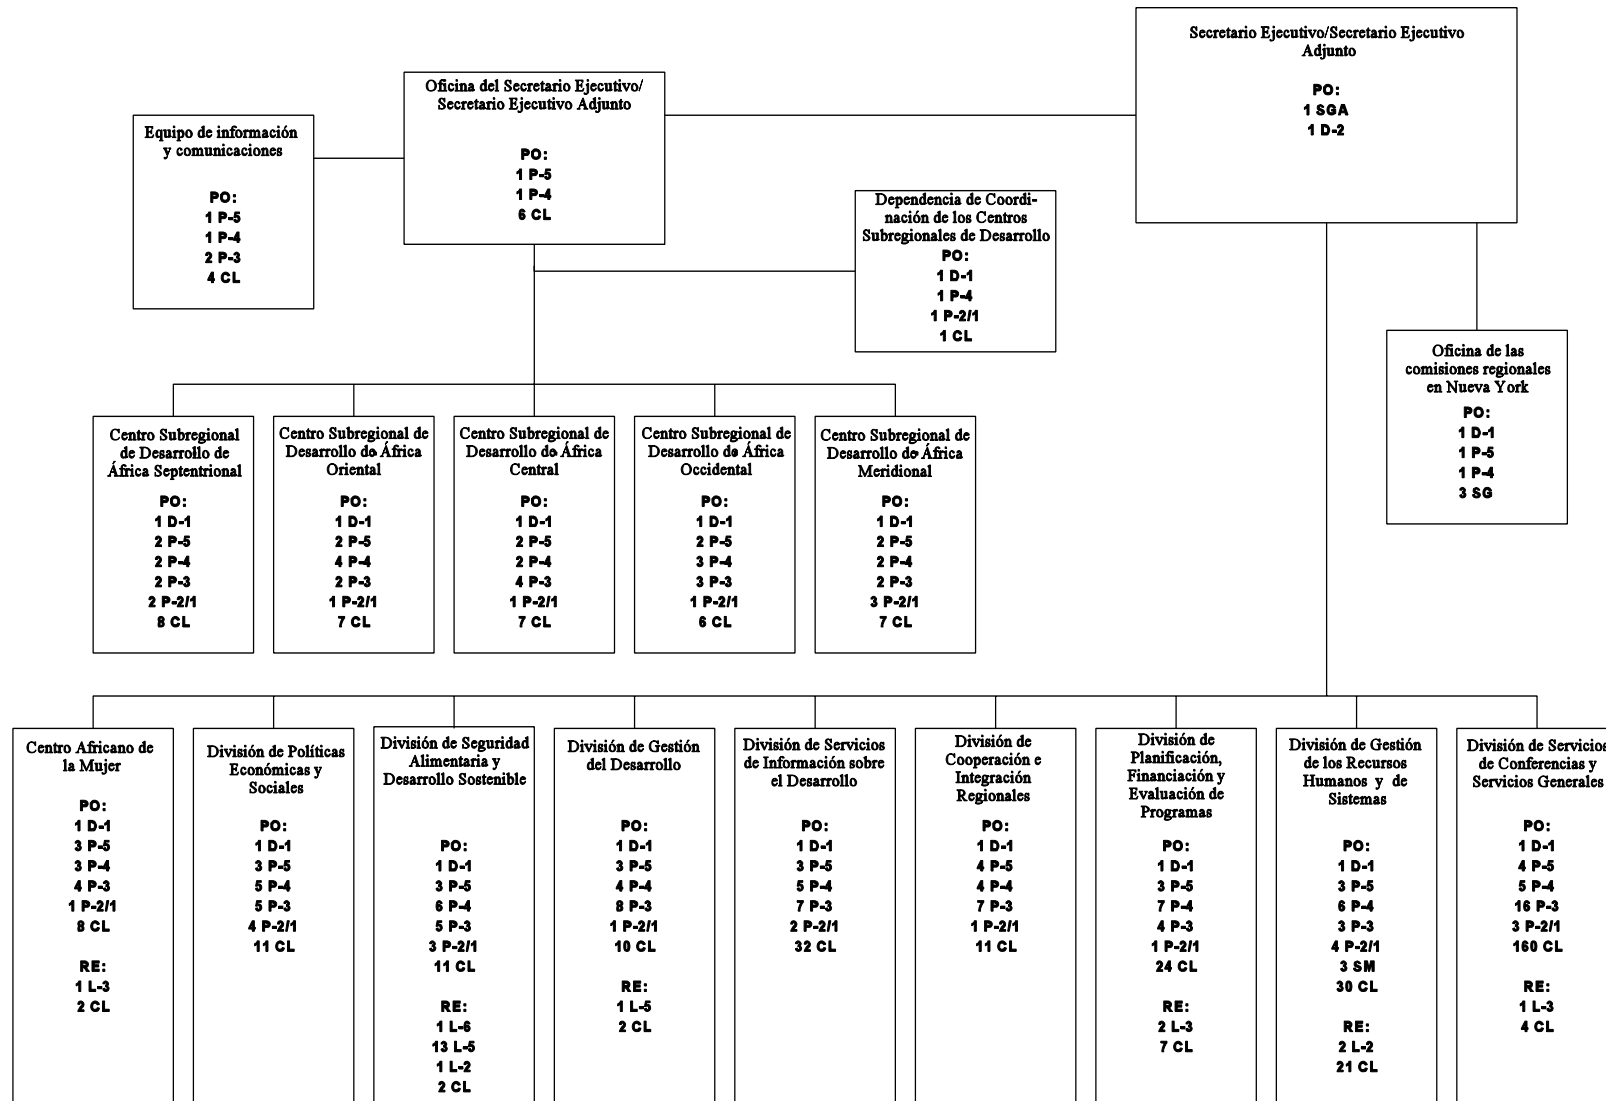 Secretario Ejecutivo/Secretario Ejecutivo
Adjunto
PO:
1 SGA
1 D-2
Oficina del Secretario Ejecutivo/
Secretario Ejecutivo Adjunto
PO:
1 P-5
1 P-4
6 CL
Equipo de información
y comunicaciones
PO:
1 P-5
1 P-4
2 P-3
4 CL
Dependencia de Coordi-
nación de los Centros
Subregionales de Desarrollo
PO:
1 D-1
1 P-4
1 P-2/1
1 CL
Oficina de las
comisiones regionales
en Nueva York
PO:
1 D-1
1 P-5
1 P-4
3 SG
Centro Subregional
de Desarrollo de
África Septentrional
PO:
1 D-1
2 P-5
2 P-4
2 P-3
2 P-2/1
8 CL
Centro Subregional de
Desarrollo de África
Oriental
PO:
1 D-1
2 P-5
4 P-4
2 P-3
1 P-2/1
7 CL
Centro Subregional de
Desarrollo de África
Central
PO:
1 D-1
2 P-5
2 P-4
4 P-3
1 P-2/1
7 CL
Centro Subregional de
Desarrollo de África
Occidental
PO:
1 D-1
2 P-5
3 P-4
3 P-3
1 P-2/1
6 CL
Centro Subregional de
Desarrollo de África
Meridional
PO:
1 D-1
2 P-5
2 P-4
2 P-3
3 P-2/1
7 CL
Centro Africano de
la Mujer
PO:
1 D-1
3 P-5
3 P-4
4 P-3
1 P-2/1
8 CL
RE:
1 L-3
2 CL
División de Políticas
Económicas y
Sociales
PO:
1 D-1
3 P-5
5 P-4
5 P-3
4 P-2/1
11 CL
División de Seguridad
Alimentaria y
Desarrollo Sostenible
PO:
1 D-1
3 P-5
6 P-4
5 P-3
3 P-2/1
11 CL
RE:
1 L-6
13 L-5
1 L-2
2 CL
División de Gestión
del Desarrollo
PO:
1 D-1
3 P-5
4 P-4
8 P-3
1 P-2/1
10 CL
RE:
1 L-5
2 CL
División de Servicios
de Información sobre
el Desarrollo
PO:
1 D-1
3 P-5
5 P-4
7 P-3
2 P-2/1
32 CL
División de
Cooperación e
Integración
Regionales
PO:
1 D-1
4 P-5
4 P-4
7 P-3
1 P-2/1
11 CL
División de
Planificación,
Financiación y
Evaluación de
Programas
PO:
1 D-1
3 P-5
7 P-4
4 P-3
1 P-2/1
24 CL
RE:
2 L-3
7 CL
División de Gestión
de los Recursos
Humanos y de
Sistemas
PO:
1 D-1
3 P-5
6 P-4
3 P-3
4 P-2/1
3 SM
30 CL
RE:
2 L-2
21 CL
División de Servicios
de Conferencias y
Servicios Generales
PO:
1 D-1
4 P-5
5 P-4
16 P-3
3 P-2/1
160 CL
RE:
1 L-3
4 CL